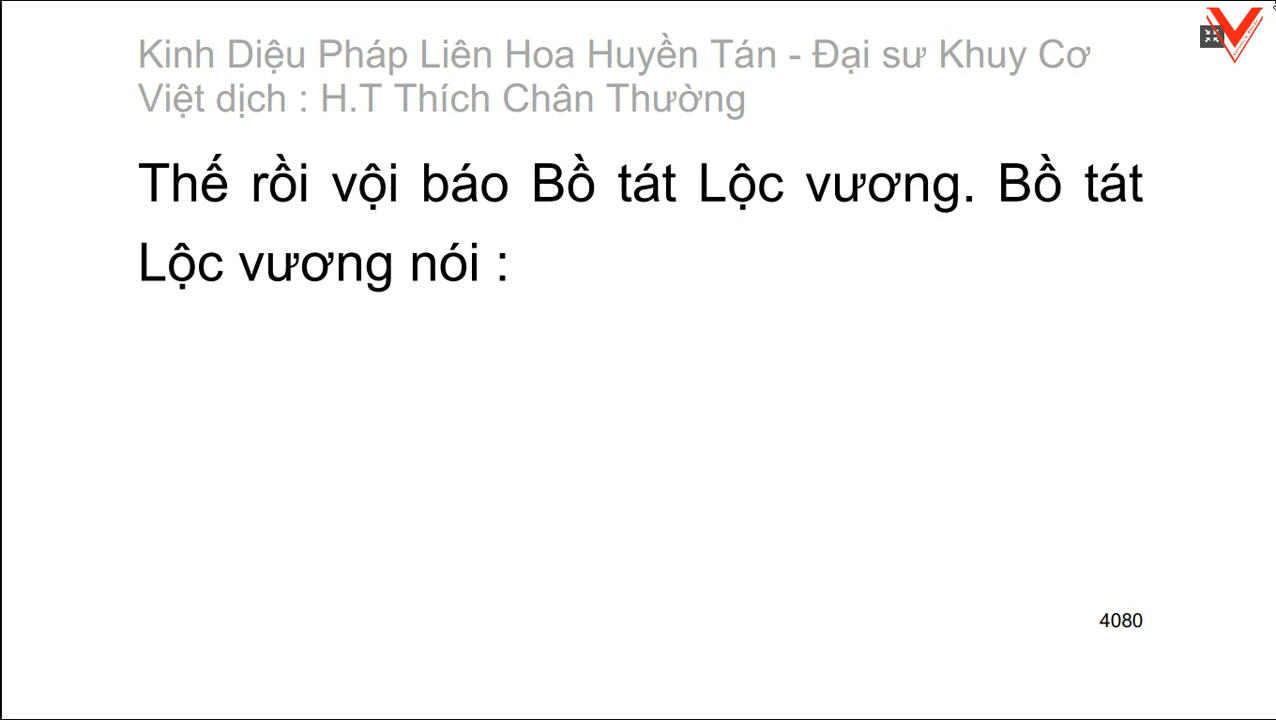 Kinh Diệu Pháp Liên Hoa Huyền Tán - Đại sư Khuy Cơ
Việt dịch : H.T Thích Chân Thường
Thế rồi vội báo Bồ tát Lộc vương. Bồ tát
Lộc vương nói :
4080